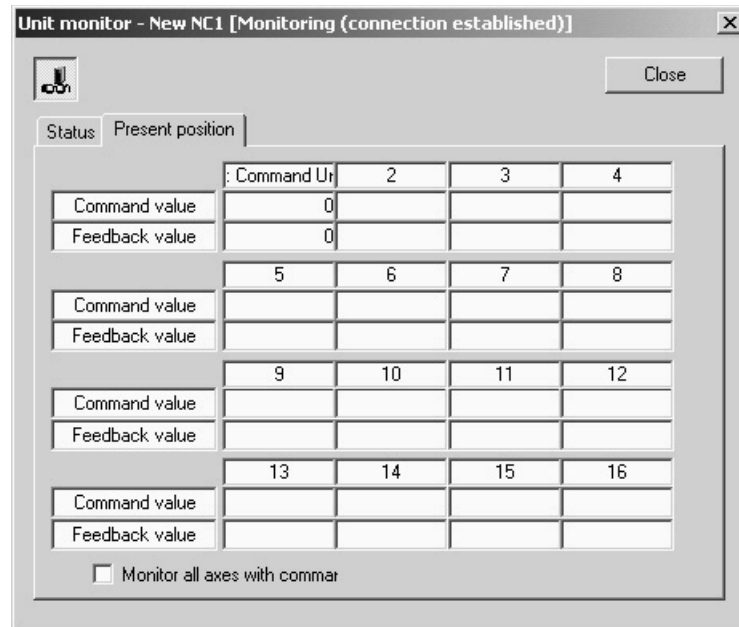 Unit monitor - New NC1 [Monitoring (connection established)]
Close
Status Present position
: Command Ur 2 3 4
Command value 0
Feedback value 0
5 6 7 8
Command value
Feedback value
9 10 11 12
Command value
Feedback value
13 14 15 16
Command value
Feedback value
Monitor all axes with commar